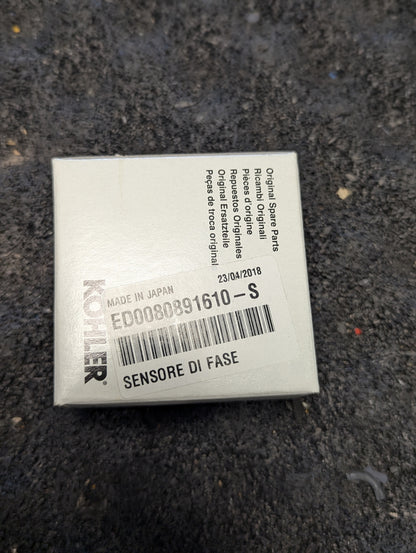 Original Spare Parts
Ricambi Originali
Pièces d'origine
Repuestos Originales
Original Ersatzteile
Peças de troca original
KOHLER
23/04/2018
MADE IN JAPAN
ED0080891610-S
SENSORE DI FASE